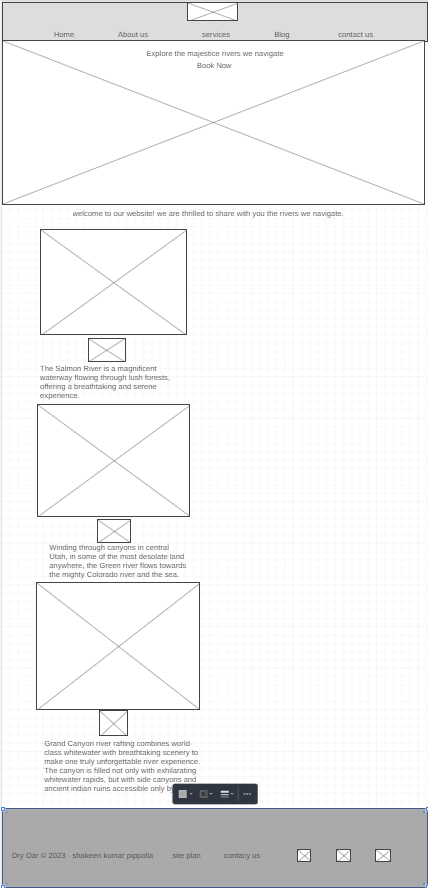 Home About us services Blog contact us
Explore the majestice rivers we navigate
Book Now
welcome to our website! we are thrilled to share with you the rivers we navigate.
The Salmon River is a magnificent
waterway flowing through lush forests,
offering a breathtaking and serene
experience.
Winding through canyons in central
Utah, in some of the most desolate land
anywhere, the Green river flows towards
the mighty Colorado river and the sea.
Grand Canyon river rafting combines world
class whitewater with breathtaking scenery to
make one truly unforgettable river experience.
The canyon is filled not only with exhilarating
whitewater rapids, but with side canyons and
ancient indian ruins accessible only
Dry Oar © 2023 shakeen kumar pippalla site plan contacy us